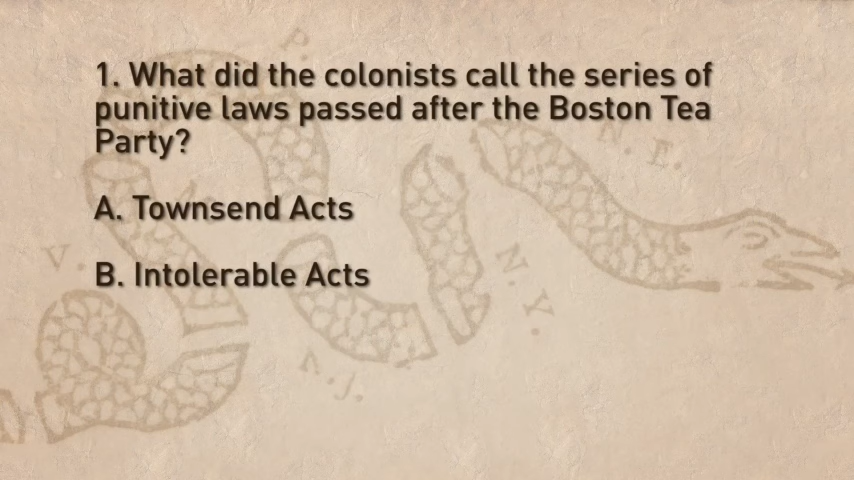 1. What did the colonists call the series of
punitive laws passed after the Boston Tea
Party?
A. Townsend Acts
B. Intolerable Acts
P.
N. E.
V.
N. Y.
N. J.